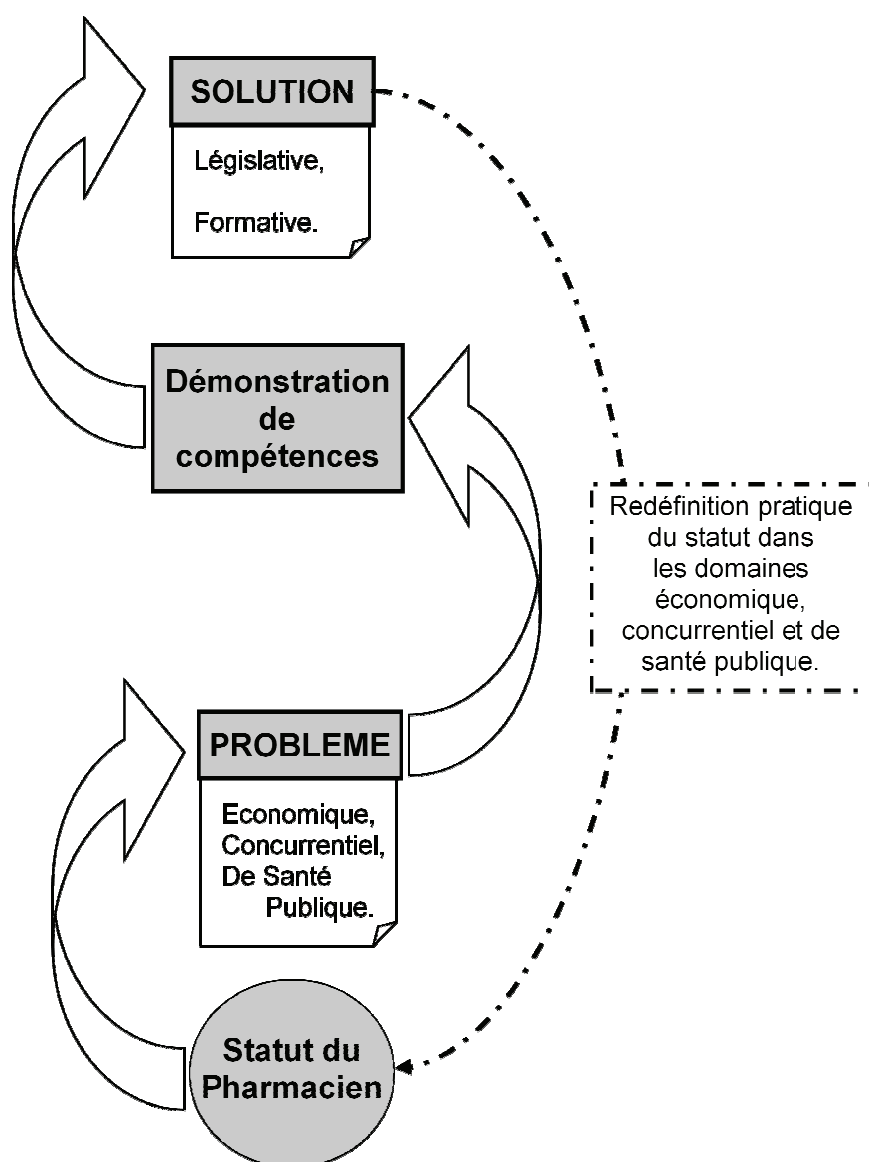 SOLUTION
Législative,
Formative.
Démonstration
de
compétences
Redéfinition pratique
du statut dans
les domaines
économique,
concurrentiel et de
santé publique.
PROBLEME
Economique,
Concurrentiel,
De Santé
Publique.
Statut du
Pharmacien